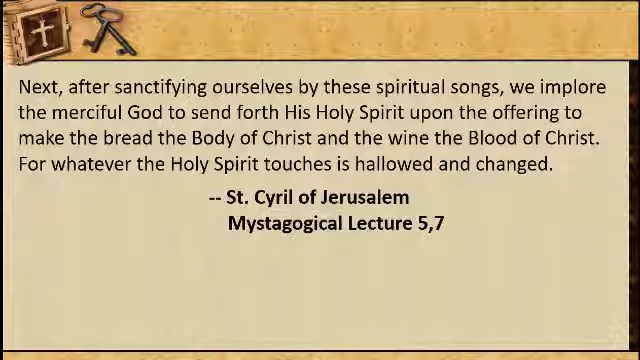 Next, after sanctifying ourselves by these spiritual songs, we implore
the merciful God to send forth His Holy Spirit upon the offering to
make the bread the Body of Christ and the wine the Blood of Christ.
For whatever the Holy Spirit touches is hallowed and changed.
-- St. Cyril of Jerusalem
Mystagogical Lecture 5,7